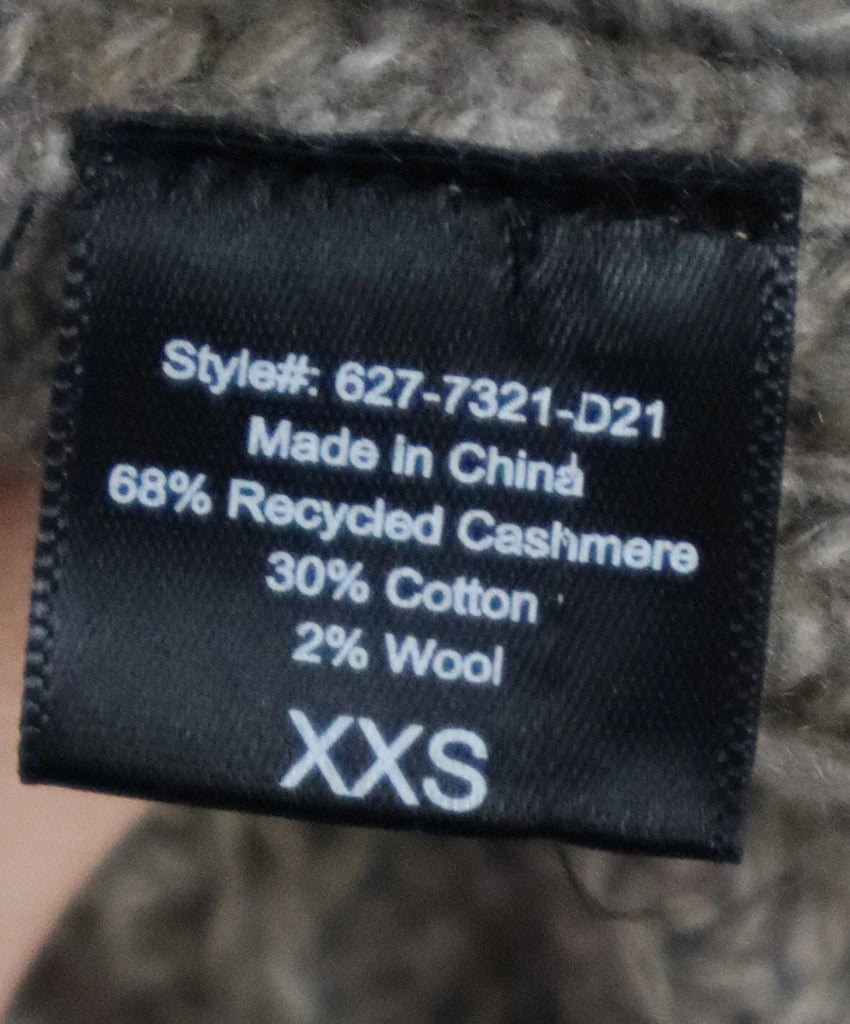 Style#: 627-7321-D21
Made in China
68% Recycled Cashmere
30% Cotton
2% Wool
XXS